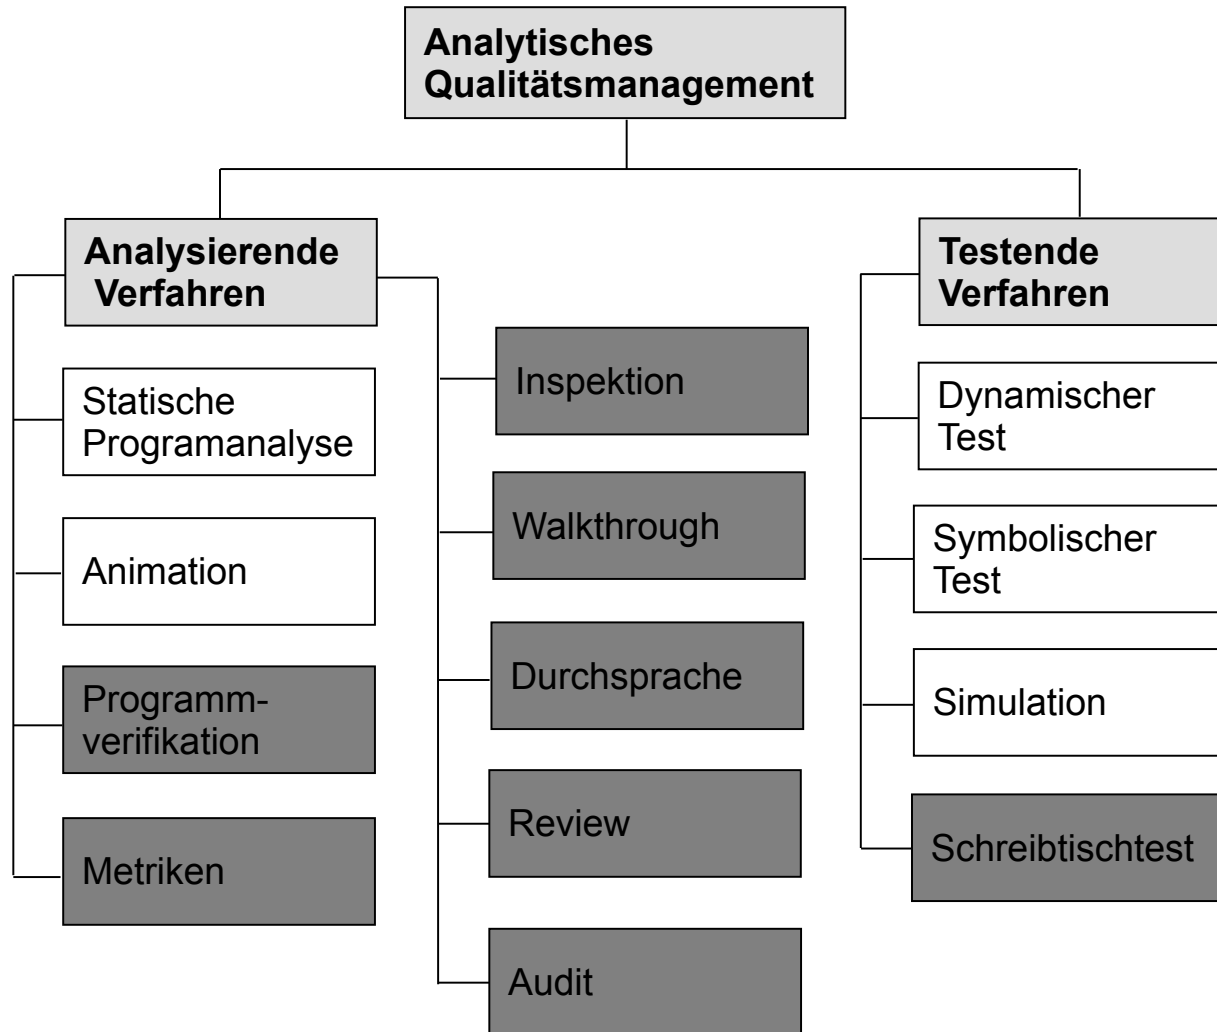 Analytisches
Qualitätsmanagement
Analysierende
Verfahren
Statische
Programanalyse
Animation
Programm-
verifikation
Metriken
Inspektion
Walkthrough
Durchsprache
Review
Audit
Testende
Verfahren
Dynamischer
Test
Symbolischer
Test
Simulation
Schreibtischtest